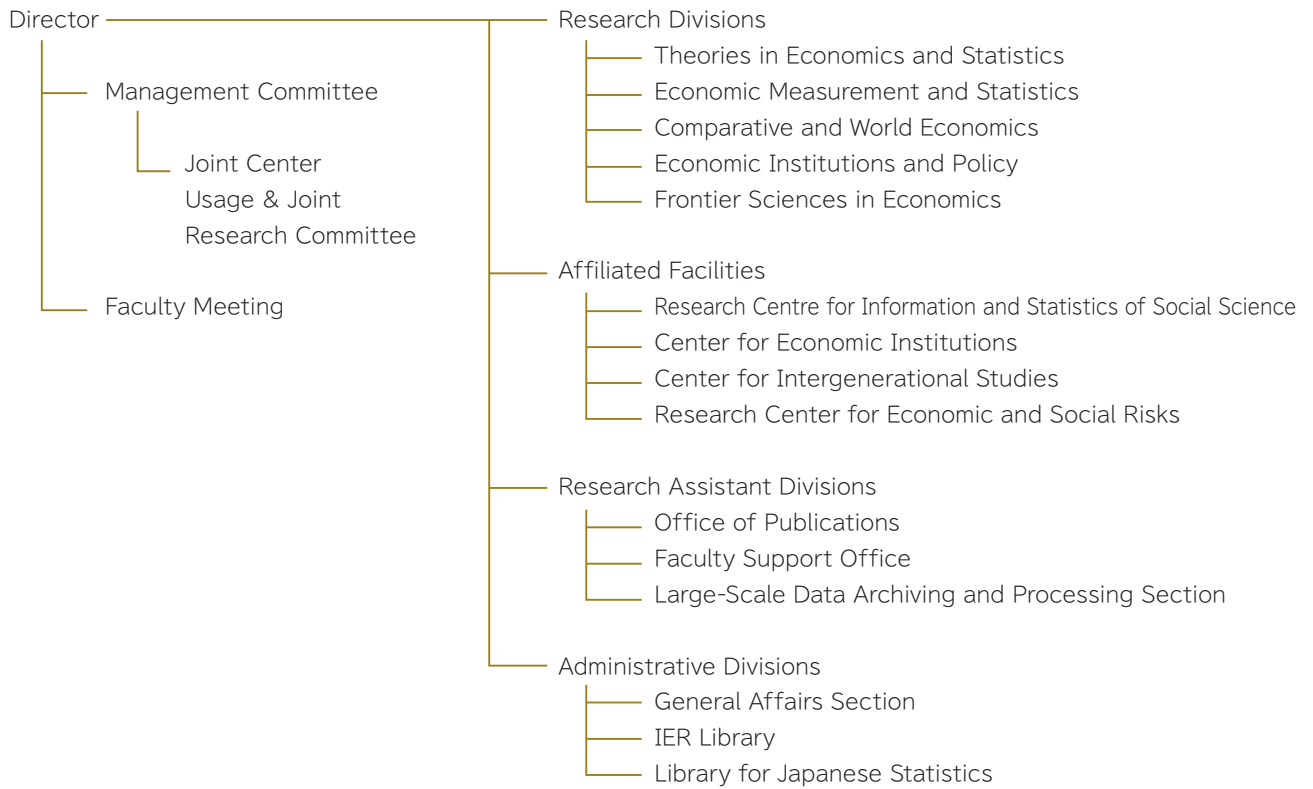 Director
Management Committee
Joint Center
Usage & Joint
Research Committee
Faculty Meeting
Research Divisions
Theories in Economics and Statistics
Economic Measurement and Statistics
Comparative and World Economics
Economic Institutions and Policy
Frontier Sciences in Economics
Affiliated Facilities
Research Centre for Information and Statistics of Social Science
Center for Economic Institutions
Center for Intergenerational Studies
Research Center for Economic and Social Risks
Research Assistant Divisions
Office of Publications
Faculty Support Office
Large-Scale Data Archiving and Processing Section
Administrative Divisions
General Affairs Section
IER Library
Library for Japanese Statistics